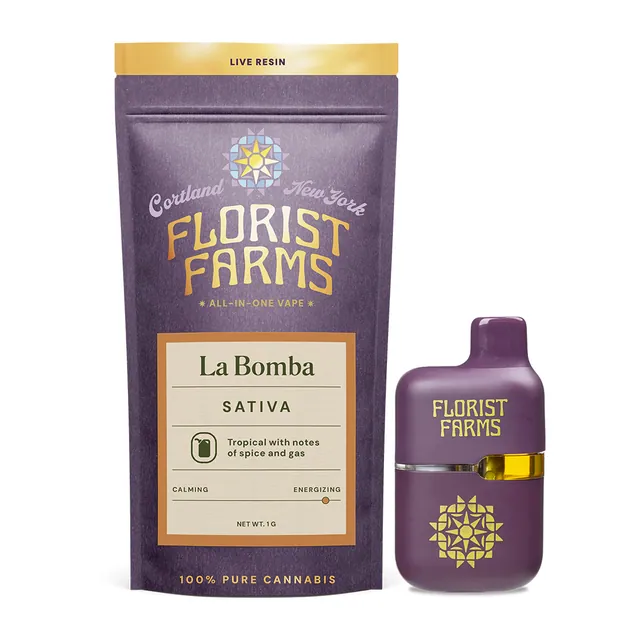 LIVE RESIN
Cortland New York
FLORIST
FARMS
ALL-IN-ONE VAPE
La Bomba
SATIVA
Tropical with notes
of spice and gas
CALMING ENERGIZING
NET WT. 1 G
100% PURE CANNABIS
FLORIST
FARMS